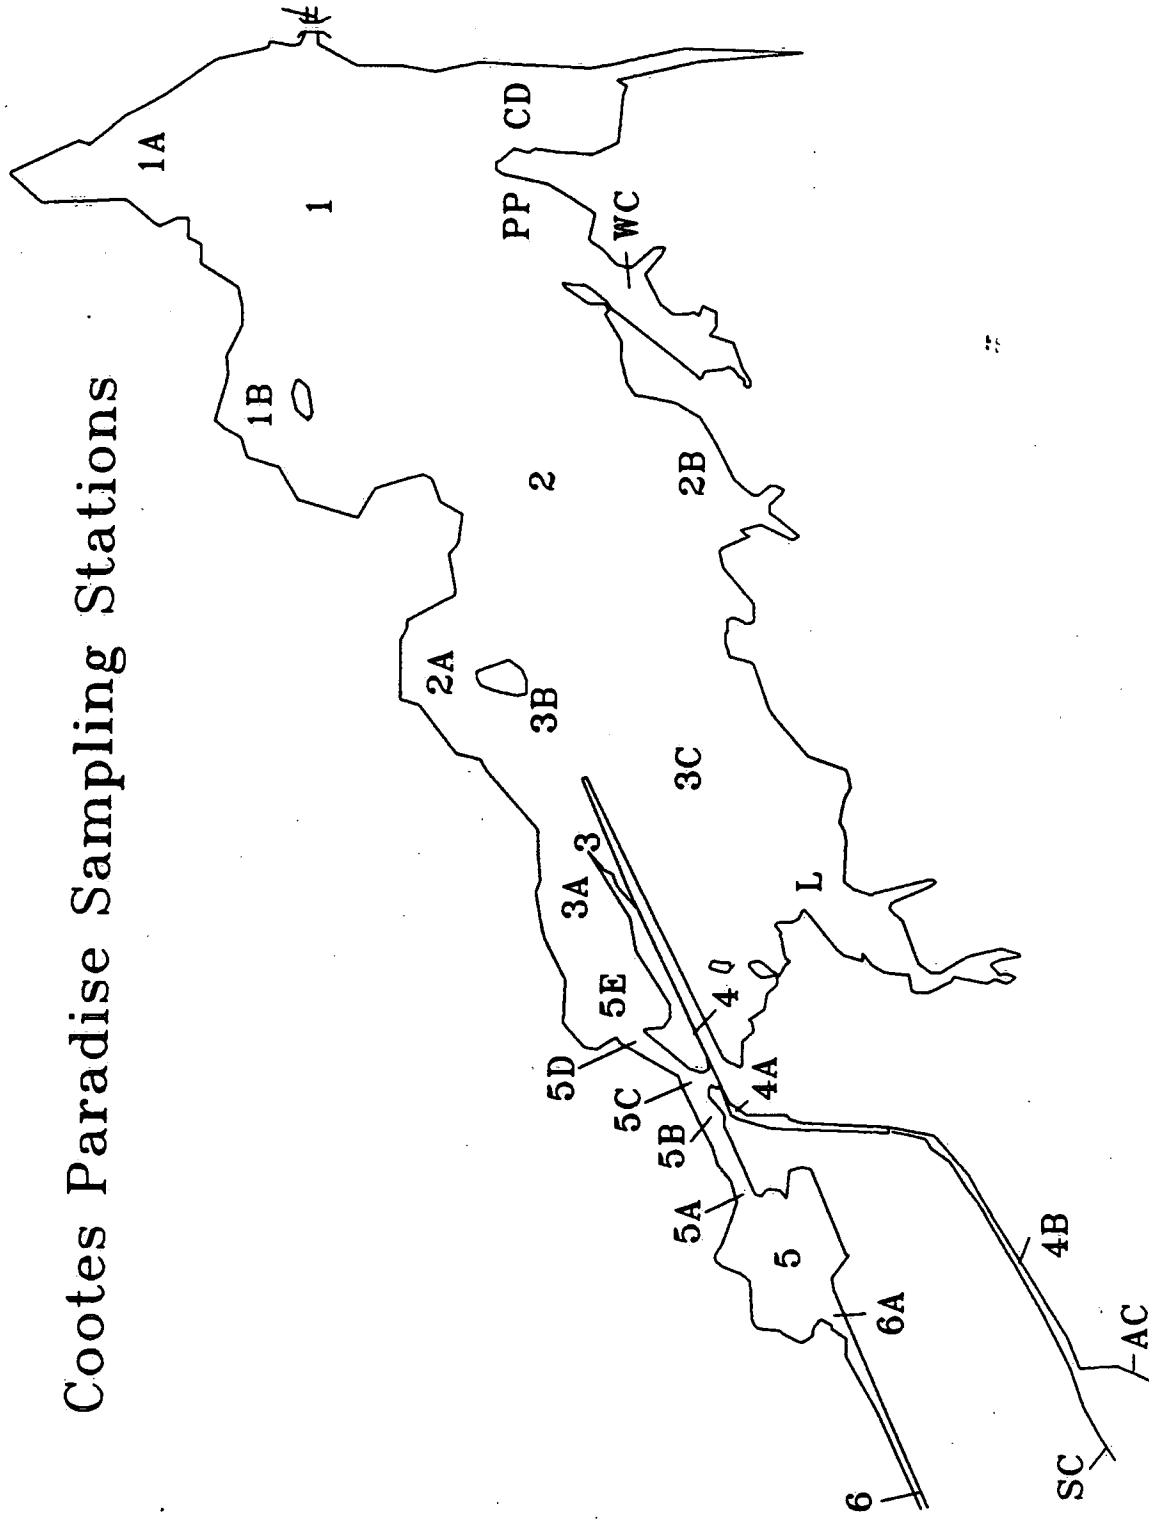 Cootes Paradise Sampling Stations
1A
1
1B
CD
PP
WC
2
2B
2A
3B
3C
3
3A
L
5E
4
5D
5C
4A
5B
5A
5
6A
4B
AC
6
SC